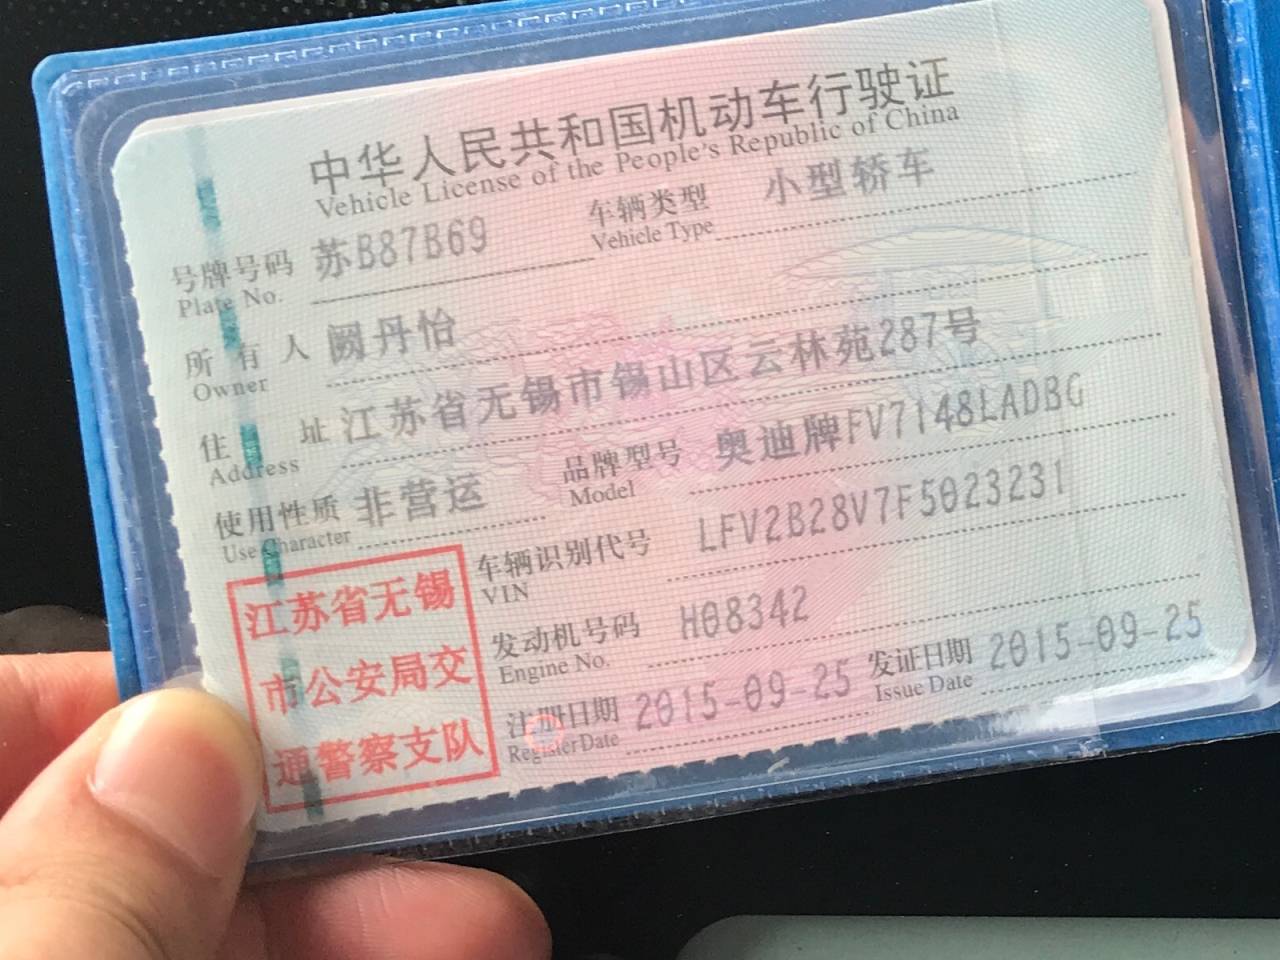 中华人民共和国机动车行驶证
Vehicle License of the People's Republic of China
号牌号码 苏B87B69 车辆类型 小型轿车
Plate No. Vehicle Type
所有人 阙丹怡
Owner
住址 江苏省无锡市锡山区云林苑287号
Address
使用性质 非营运 品牌型号 奥迪牌FV7148LADBG
Use Character Model
车辆识别代号 LFV2B28V7F5023231
VIN
发动机号码 H08342
Engine No.
注册日期 2015-09-25 发证日期 2015-09-25
Register Date Issue Date
江苏省无锡
市公安局交
通警察支队